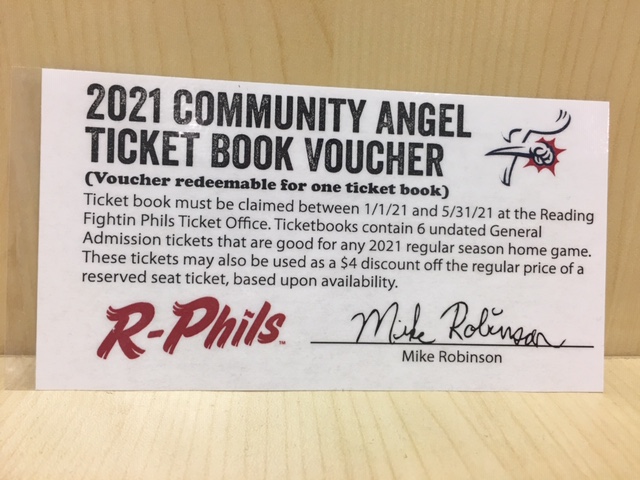 2021 COMMUNITY ANGEL
TICKET BOOK VOUCHER
(Voucher redeemable for one ticket book)
Ticket book must be claimed between 1/1/21 and 5/31/21 at the Reading
Fightin Phils Ticket Office. Ticketbooks contain 6 undated General
Admission tickets that are good for any 2021 regular season home game.
These tickets may also be used as a $4 discount off the regular price of a
reserved seat ticket, based upon availability.
R-Phils™
Mike Robinson
Mike Robinson